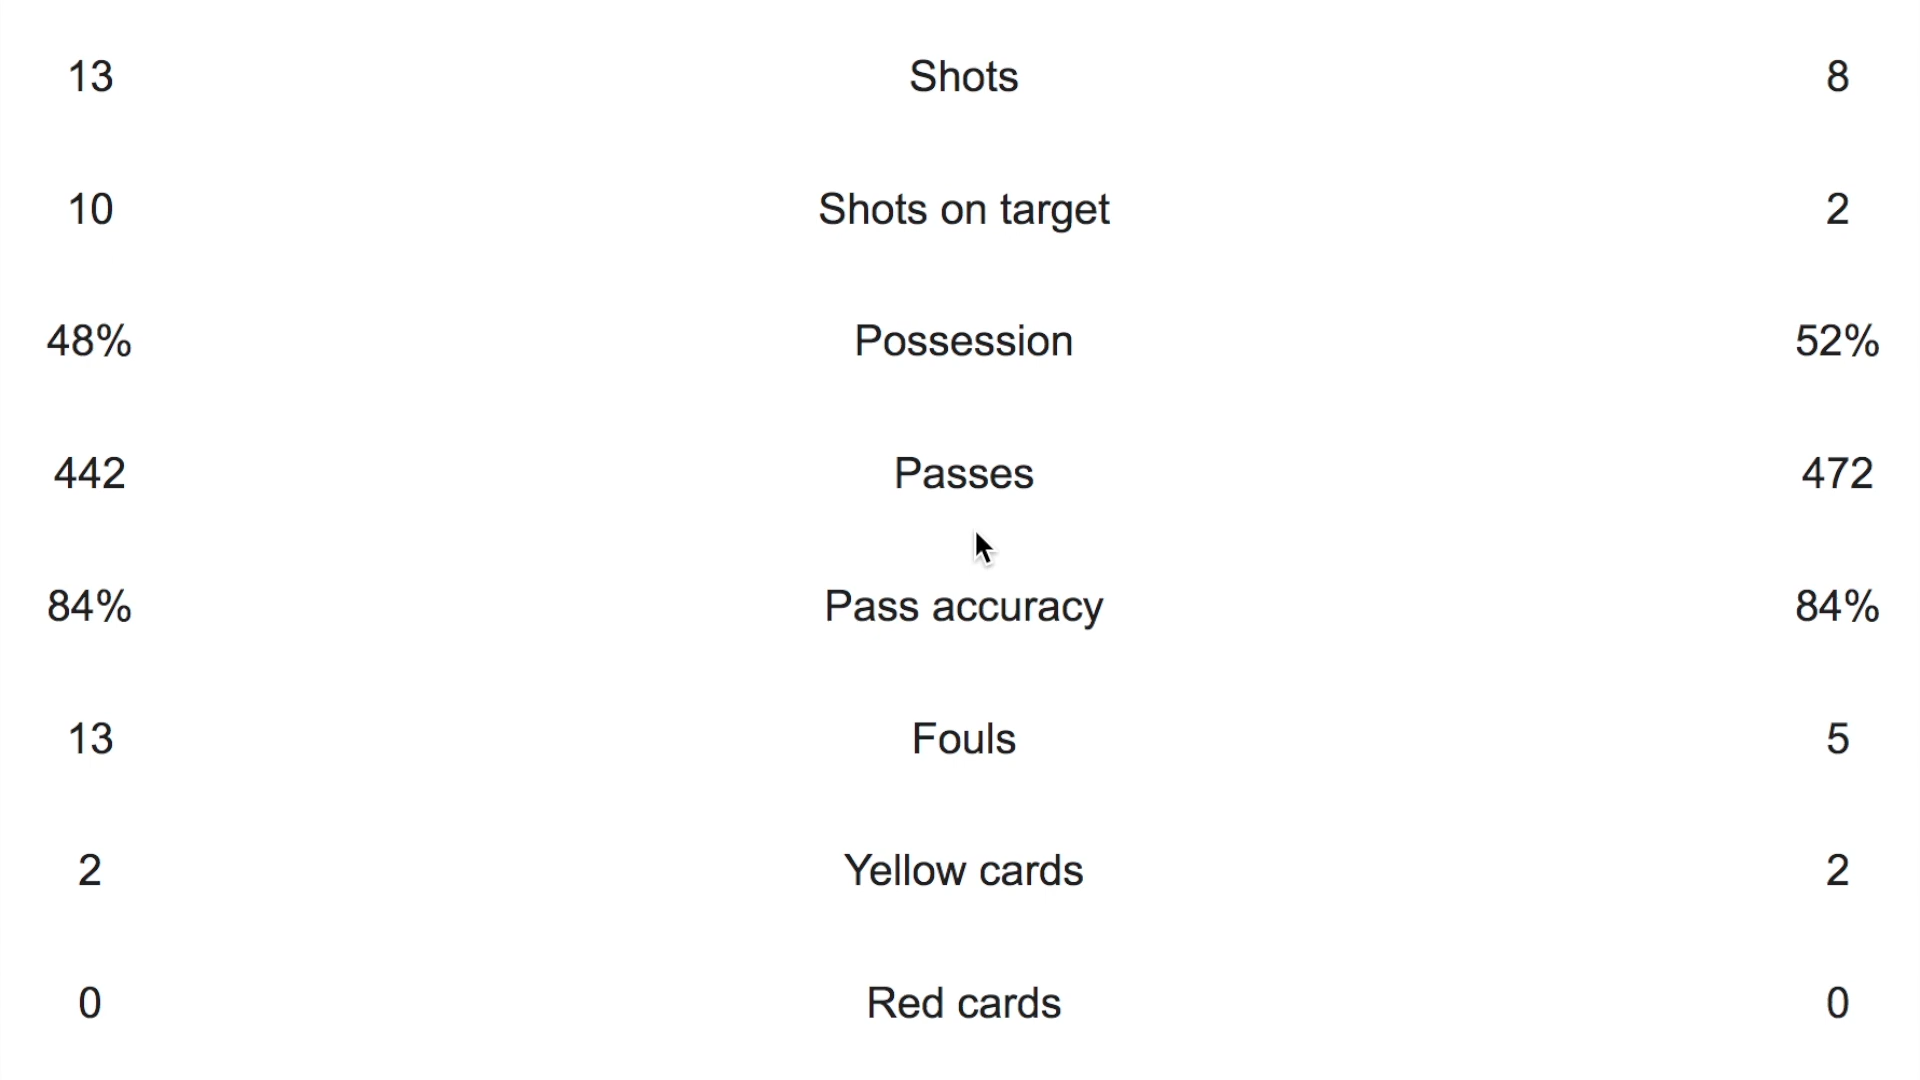 13 Shots 8
10 Shots on target 2
48% Possession 52%
442 Passes 472
84% Pass accuracy 84%
13 Fouls 5
2 Yellow cards 2
0 Red cards 0